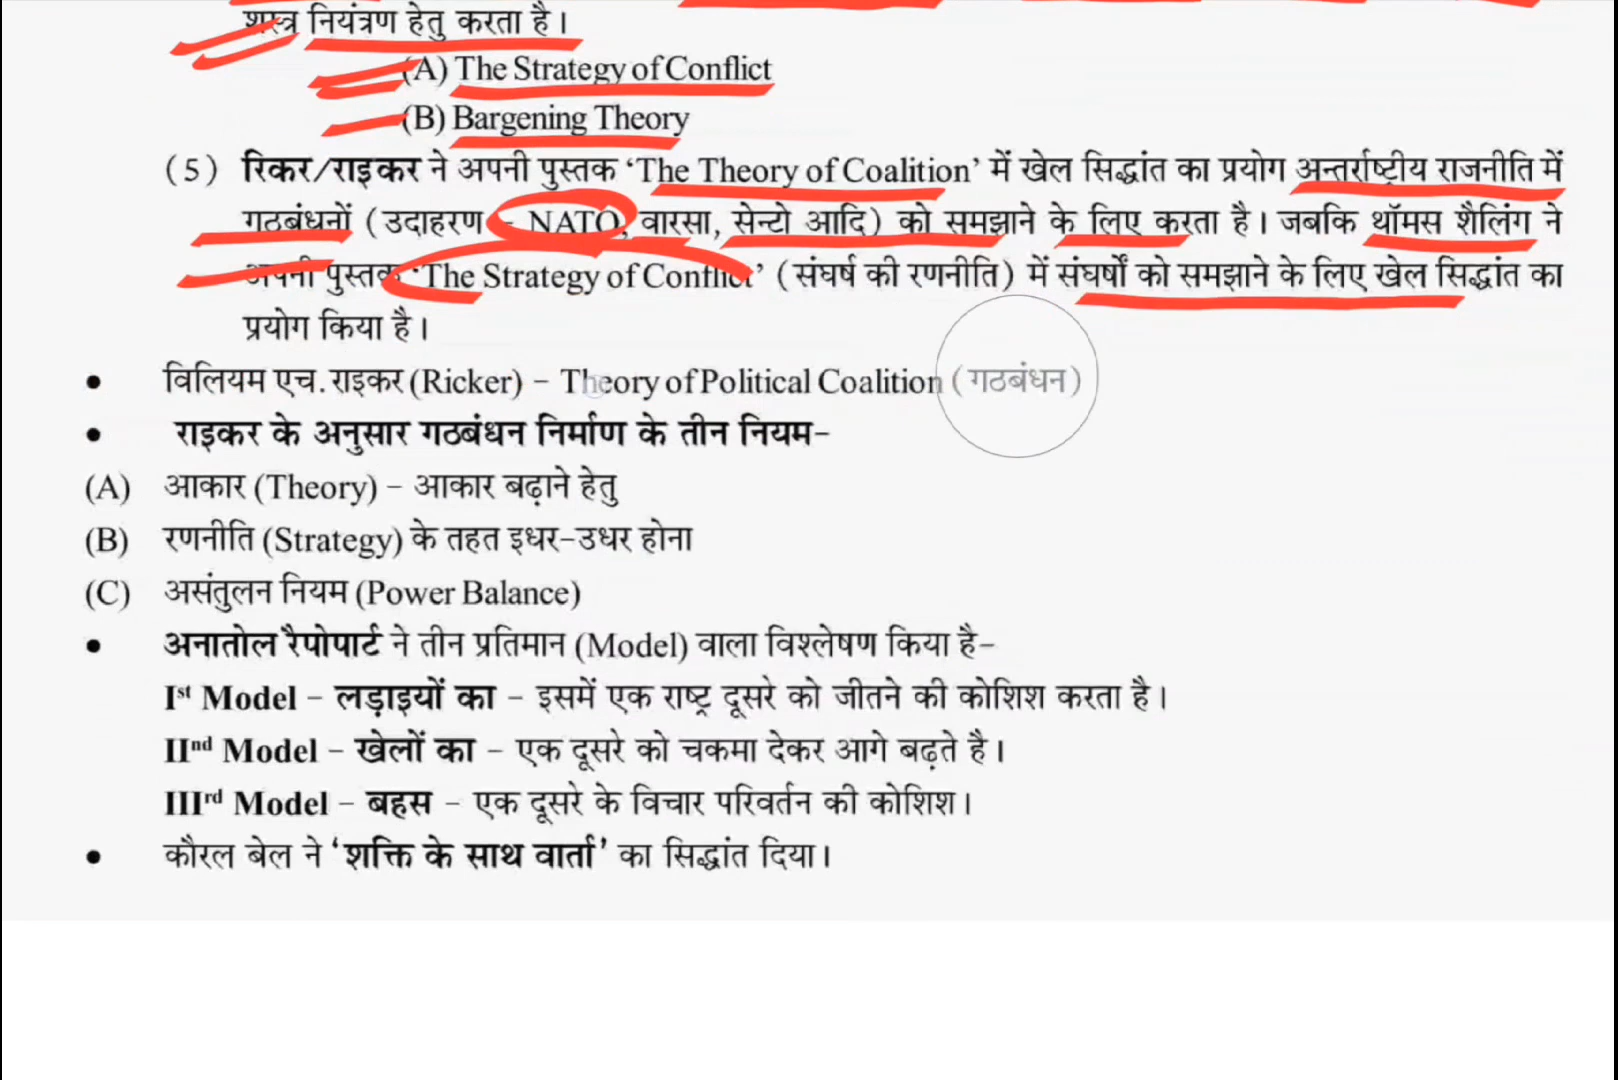 शस्त्र नियंत्रण हेतु करता है।
(A) The Strategy of Conflict
(B) Bargening Theory
(5) रिकर/राइकर ने अपनी पुस्तक ‘The Theory of Coalition’ में खेल सिद्धांत का प्रयोग अन्तर्राष्ट्रीय राजनीति में
गठबंधनों (उदाहरण - NATO, वारसा, सेन्टो आदि) को समझाने के लिए करता है। जबकि थॉमस शैलिंग ने
अपनी पुस्तक ‘The Strategy of Conflict’ (संघर्ष की रणनीति) में संघर्षों को समझाने के लिए खेल सिद्धांत का
प्रयोग किया है।
• विलियम एच. राइकर (Ricker) – Theory of Political Coalition (गठबंधन)
• राइकर के अनुसार गठबंधन निर्माण के तीन नियम–
(A) आकार (Theory) – आकार बढ़ाने हेतु
(B) रणनीति (Strategy) के तहत इधर-उधर होना
(C) असंतुलन नियम (Power Balance)
• अनातोल रैपोपार्ट ने तीन प्रतिमान (Model) वाला विश्लेषण किया है–
Iˢᵗ Model – लड़ाइयों का – इसमें एक राष्ट्र दूसरे को जीतने की कोशिश करता है।
IIⁿᵈ Model – खेलों का – एक दूसरे को चकमा देकर आगे बढ़ते है।
IIIʳᵈ Model – बहस – एक दूसरे के विचार परिवर्तन की कोशिश।
• कौरल बेल ने ‘शक्ति के साथ वार्ता’ का सिद्धांत दिया।